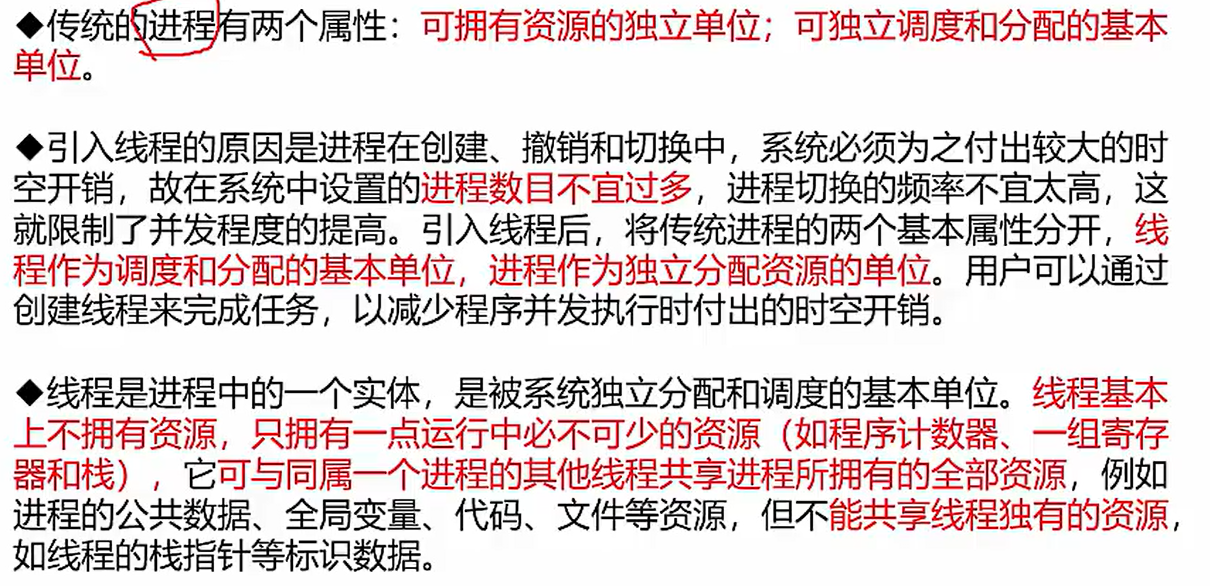 ◆传统的进程有两个属性：可拥有资源的独立单位；可独立调度和分配的基本
单位。
◆引入线程的原因是进程在创建、撤销和切换中，系统必须为之付出较大的时
空开销，故在系统中设置的进程数目不宜过多，进程切换的频率不宜太高，这
就限制了并发程度的提高。引入线程后，将传统进程的两个基本属性分开，线
程作为调度和分配的基本单位，进程作为独立分配资源的单位。用户可以通过
创建线程来完成任务，以减少程序并发执行时付出的时空开销。
◆线程是进程中的一个实体，是被系统独立分配和调度的基本单位。线程基本
上不拥有资源，只拥有一点运行中必不可少的资源（如程序计数器、一组寄存
器和栈），它可与同属一个进程的其他线程共享进程所拥有的全部资源，例如
进程的公共数据、全局变量、代码、文件等资源，但不能共享线程独有的资源，
如线程的栈指针等标识数据。